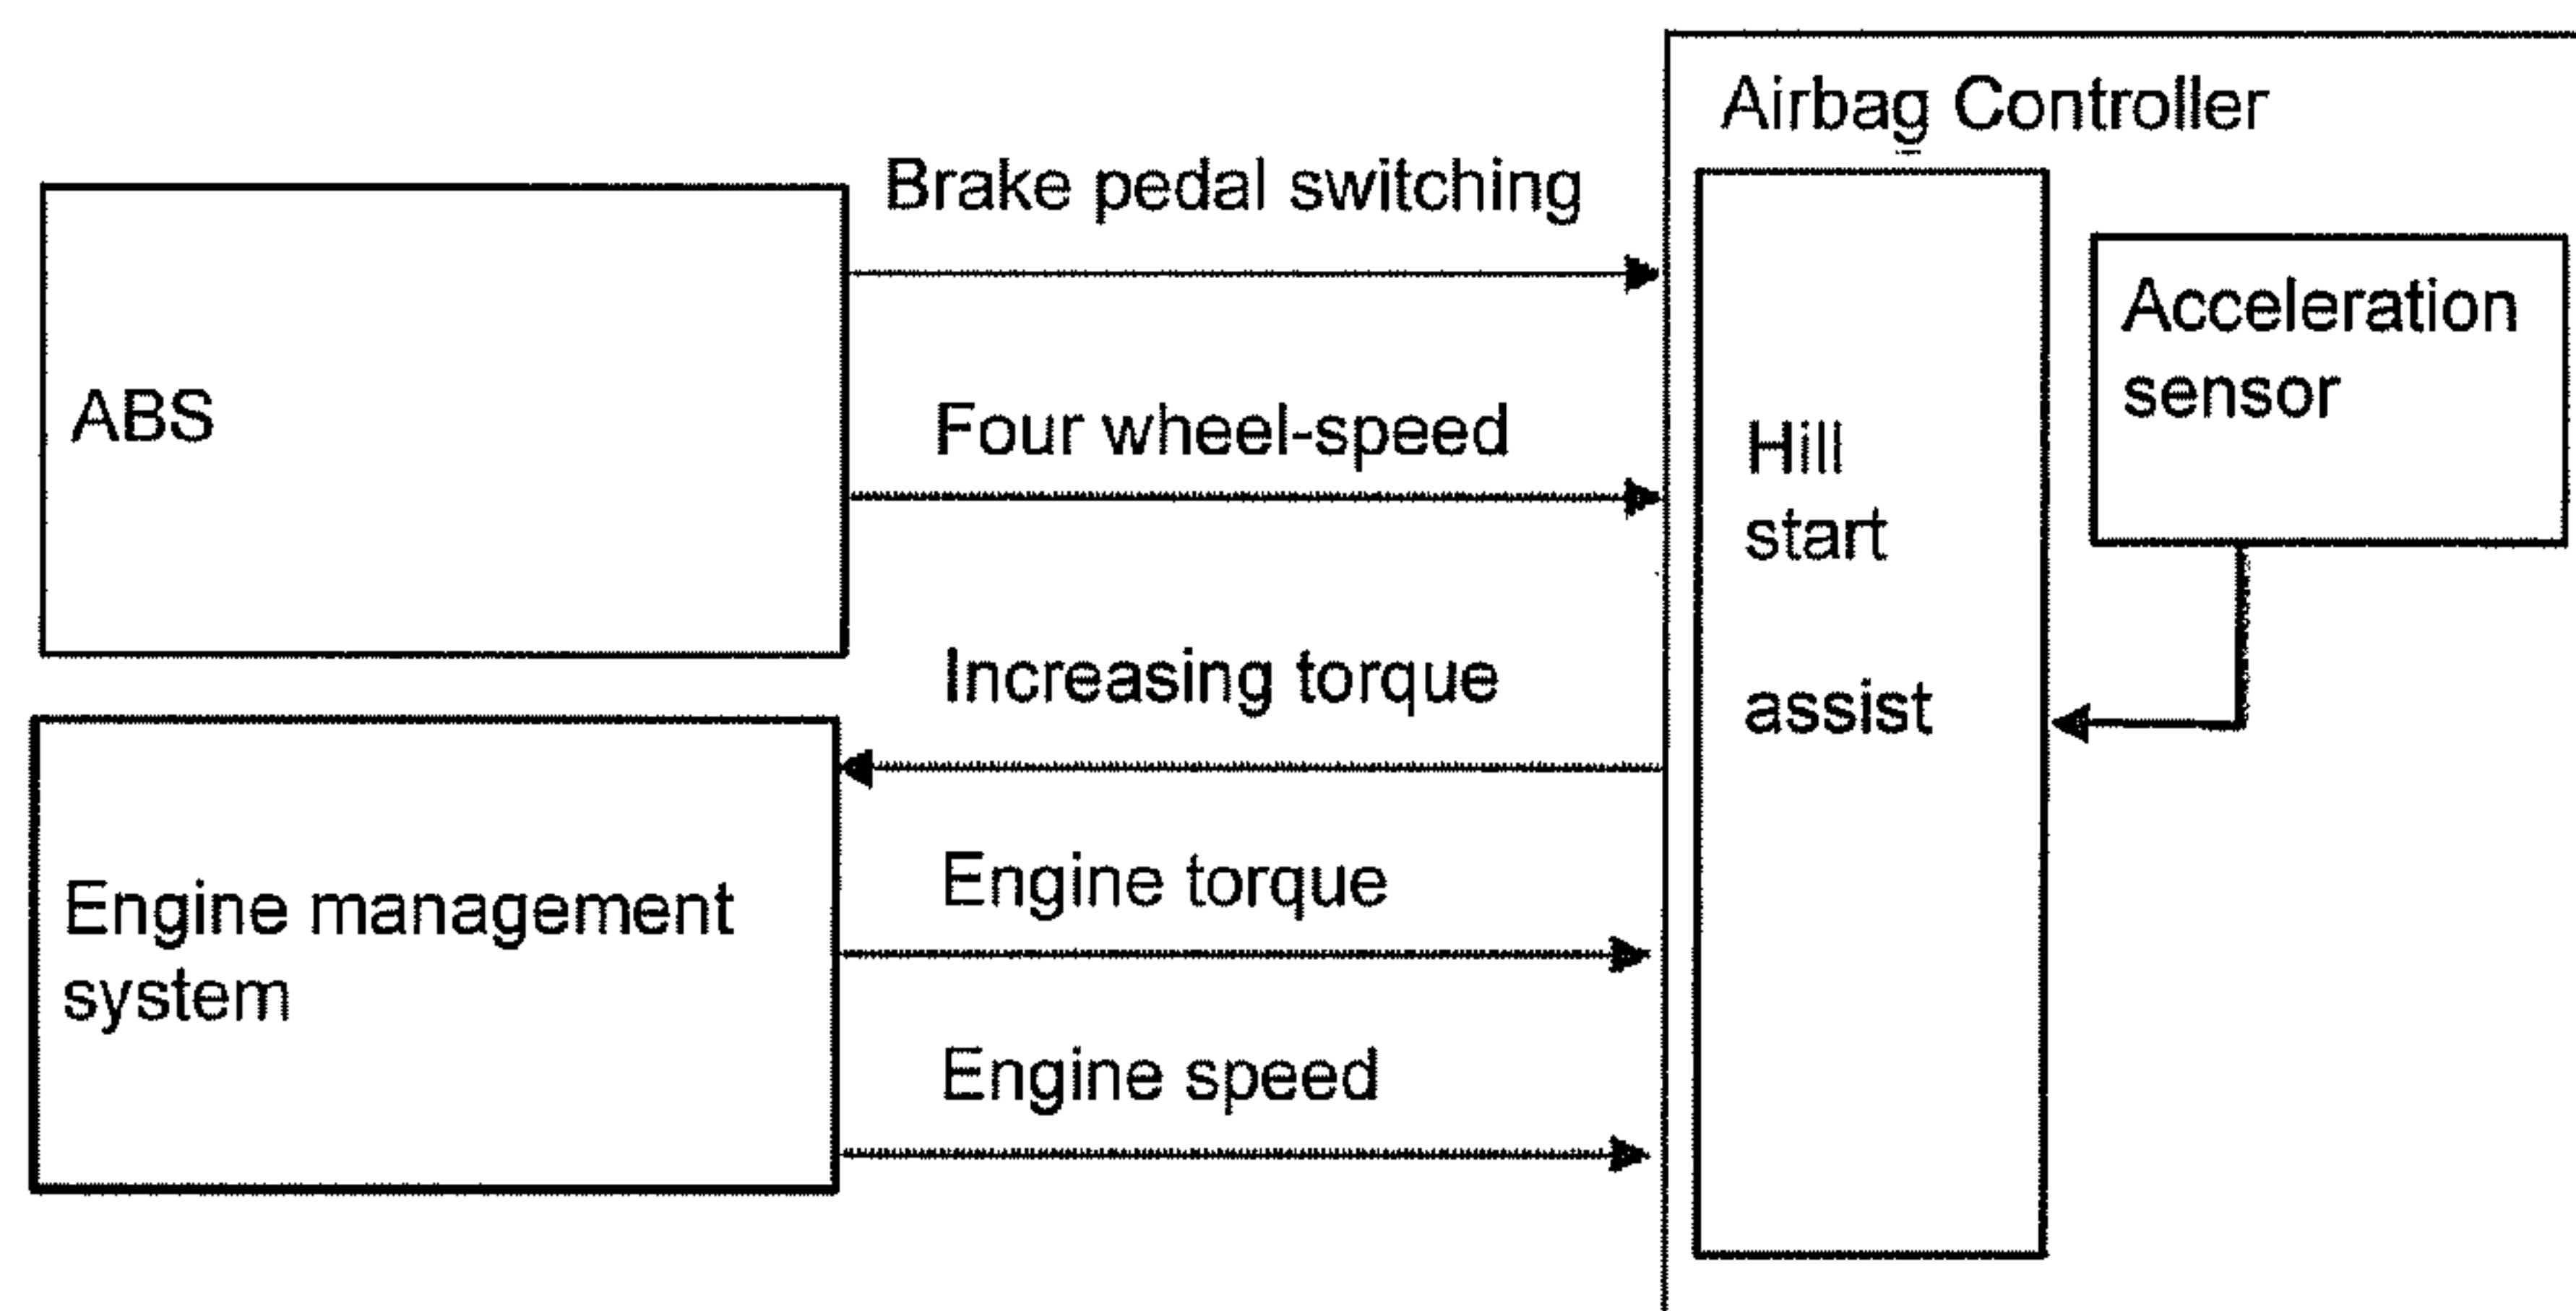 Airbag Controller
Brake pedal switching
ABS
Four wheel-speed
Increasing torque
Engine management
system
Engine torque
Engine speed
Hill
start
assist
Acceleration
sensor